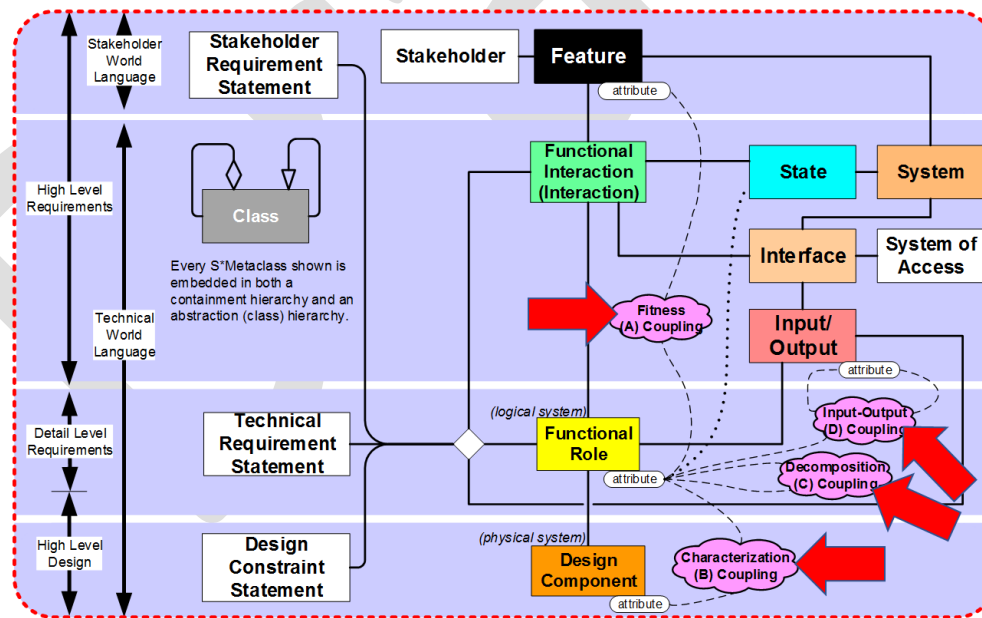 Stakeholder
World
Language
Stakeholder
Requirement
Statement
Stakeholder
Feature
attribute
High Level
Requirements
Technical
World
Language
Class
Every S*Metaclass shown is
embedded in both a
containment hierarchy and an
abstraction (class) hierarchy.
Functional
Interaction
(Interaction)
State
System
Interface
System of
Access
Fitness
(A) Coupling
Input/
Output
attribute
Detail Level
Requirements
Technical
Requirement
Statement
(logical system)
Functional
Role
attribute
Input-Output
(D) Coupling
Decomposition
(C) Coupling
High Level
Design
Design
Constraint
Statement
(physical system)
Design
Component
attribute
Characterization
(B) Coupling